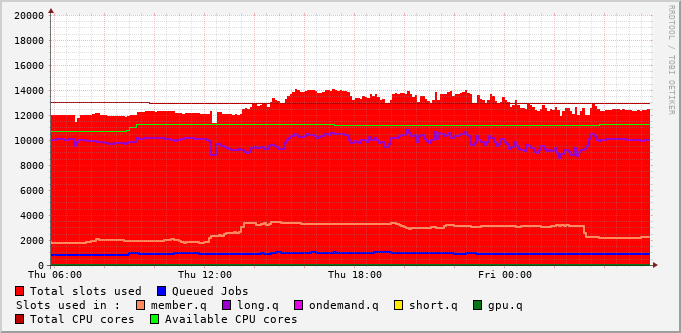 20000
18000
16000
14000
12000
10000
8000
6000
4000
2000
0
Thu 06:00 Thu 12:00 Thu 18:00 Fri 00:00
RRDTOOL / TOBI OETIKER
Total slots used Queued Jobs
Slots used in : member.q long.q ondemand.q short.q gpu.q
Total CPU cores Available CPU cores